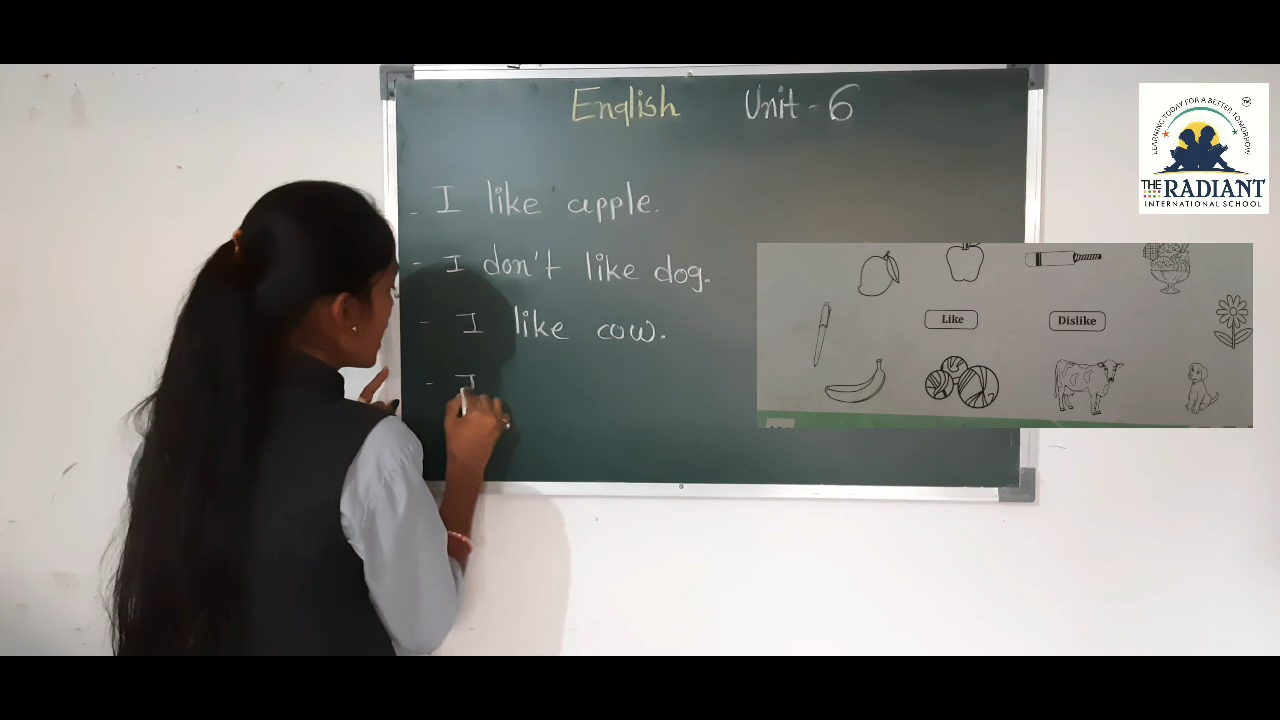 English Unit - 6
- I like apple.
- I don't like dog.
- I like cow.
- I
LEARNING TODAY FOR A BETTER TOMORROW
TM
THE RADIANT
INTERNATIONAL SCHOOL
Like Dislike